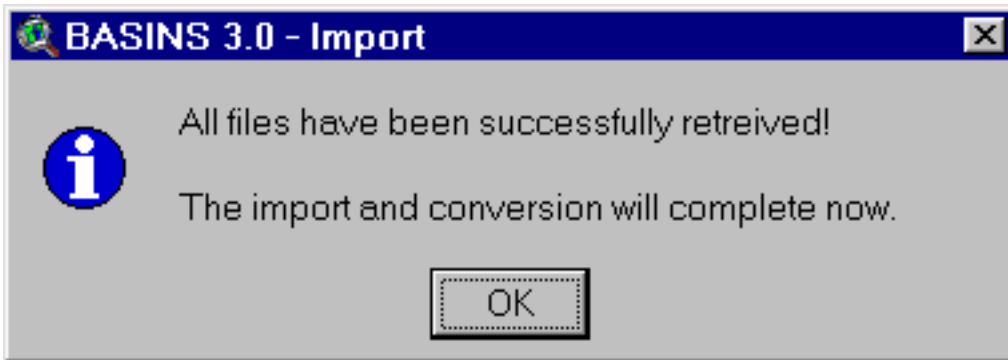 BASINS 3.0 - Import
All files have been successfully retreived!
The import and conversion will complete now.
OK